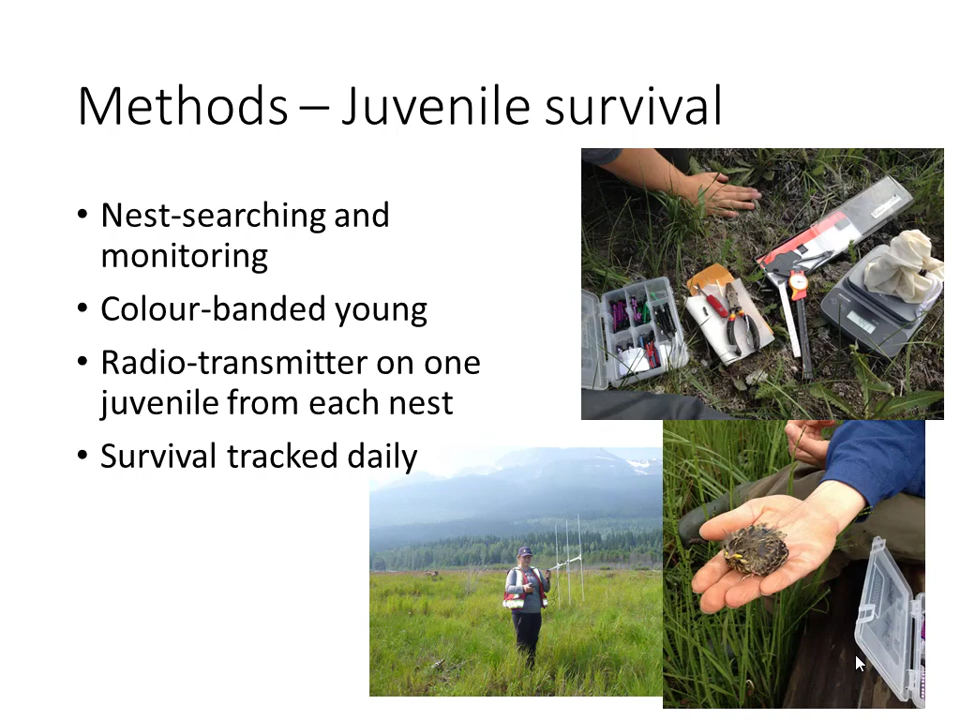 Methods – Juvenile survival
• Nest-searching and
monitoring
• Colour-banded young
• Radio-transmitter on one
juvenile from each nest
• Survival tracked daily